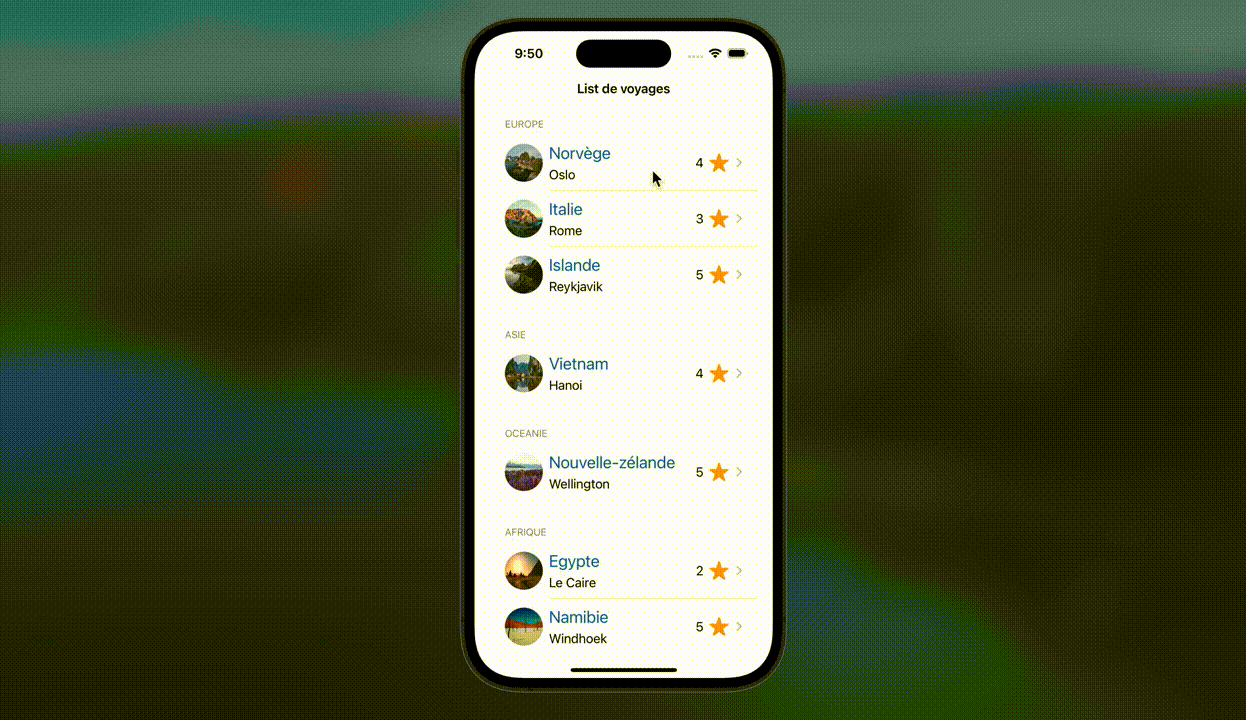 9:50
List de voyages
EUROPE
Norvège
Oslo
4
Italie
Rome
3
Islande
Reykjavik
5
ASIE
Vietnam
Hanoi
4
OCEANIE
Nouvelle-zélande
Wellington
5
AFRIQUE
Egypte
Le Caire
2
Namibie
Windhoek
5